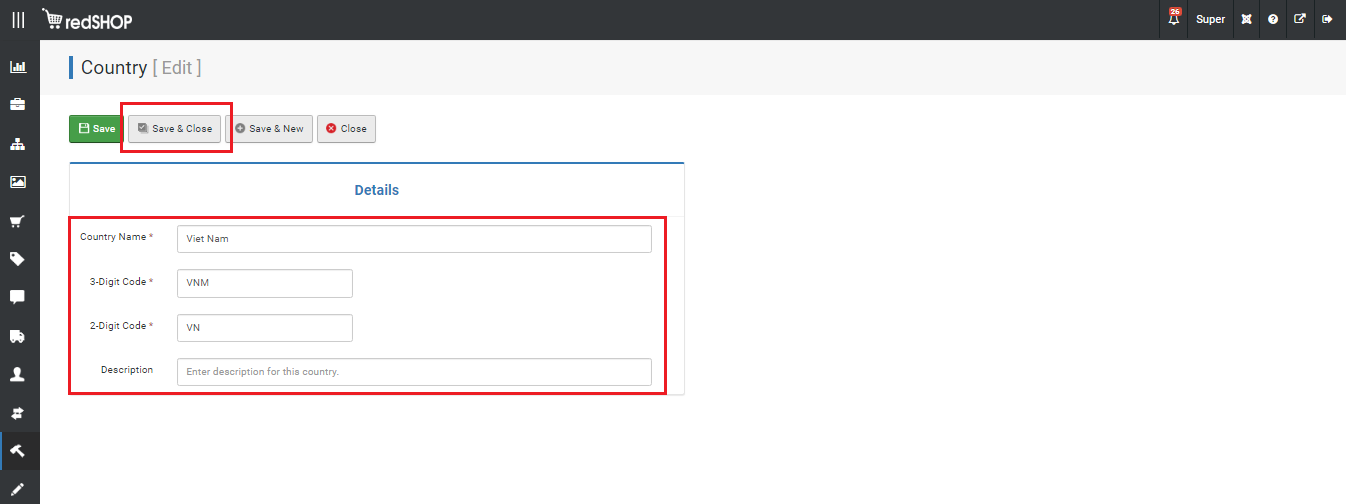 redSHOP
26
Super
Country [ Edit ]
Save
Save & Close
Save & New
Close
Details
Country Name *
Viet Nam
3-Digit Code *
VNM
2-Digit Code *
VN
Description
Enter description for this country.